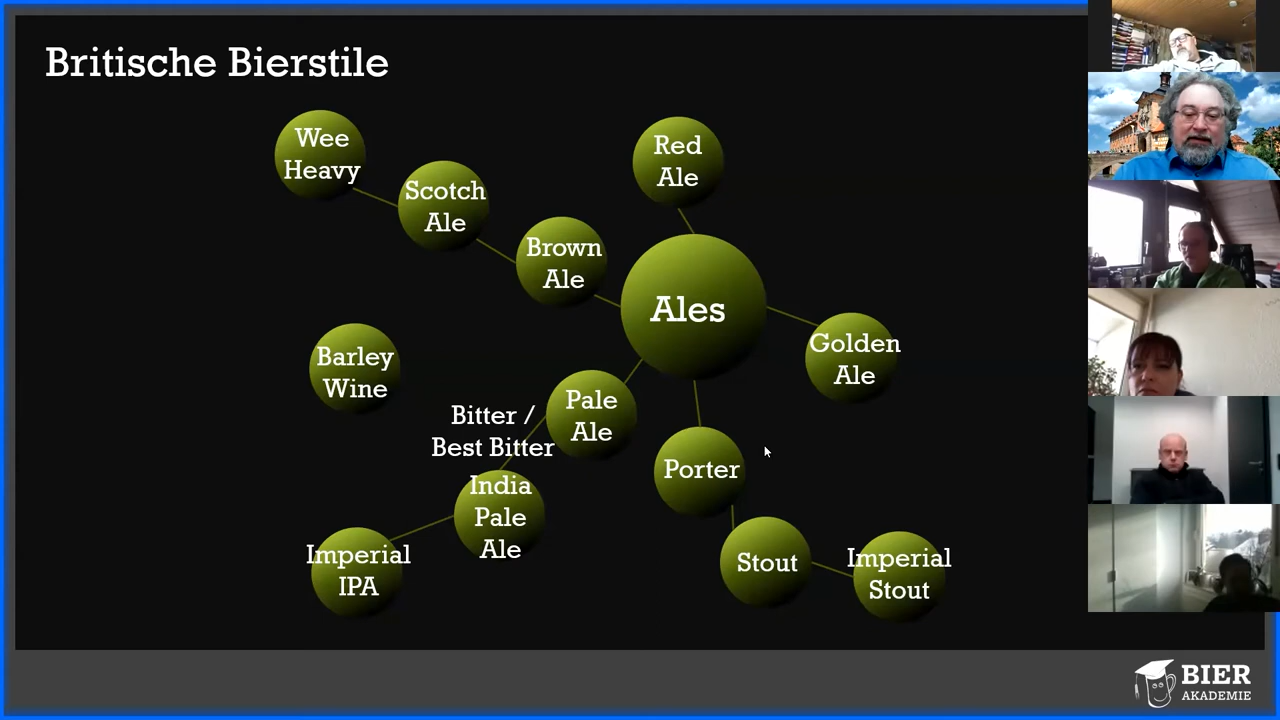 Britische Bierstile
Wee
Heavy
Scotch
Ale
Brown
Ale
Red
Ale
Ales
Golden
Ale
Barley
Wine
Bitter /
Best Bitter
Pale
Ale
India
Pale
Ale
Imperial
IPA
Porter
Stout
Imperial
Stout
BIER
AKADEMIE